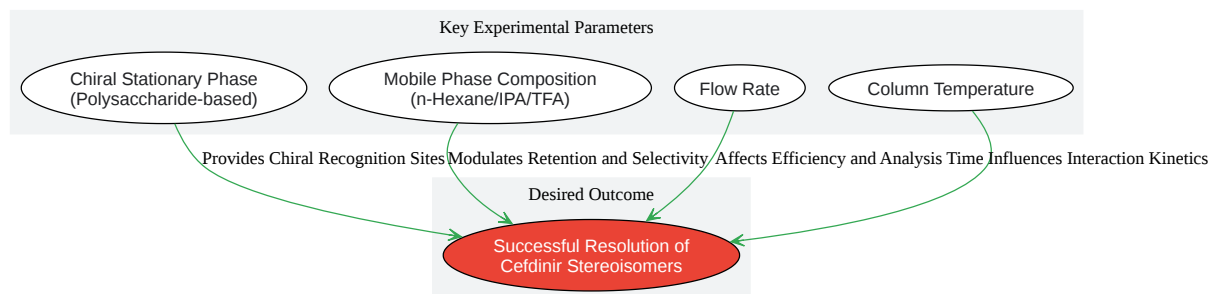 Key Experimental Parameters
Chiral Stationary Phase
(Polysaccharide-based)
Mobile Phase Composition
(n-Hexane/IPA/TFA)
Flow Rate
Column Temperature
Provides Chiral Recognition Sites
Modulates Retention and Selectivity
Affects Efficiency and Analysis Time
Influences Interaction Kinetics
Desired Outcome
Successful Resolution of
Cefdinir Stereoisomers